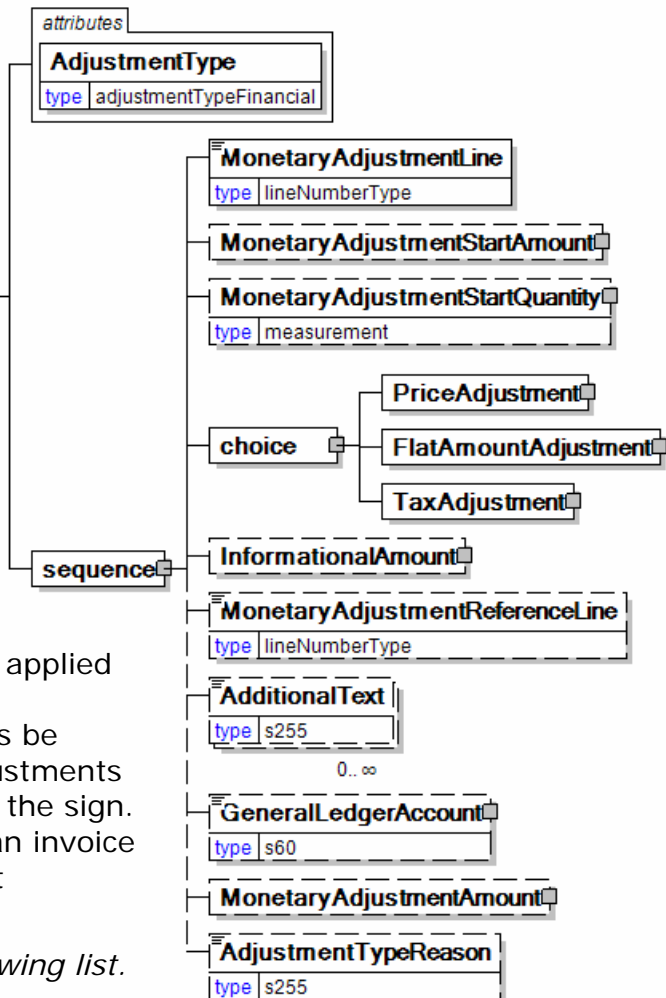 attributes
AdjustmentType
type adjustmentTypeFinancial
MonetaryAdjustmentLine
type lineNumberType
MonetaryAdjustmentStartAmount
MonetaryAdjustmentStartQuantity
type measurement
choice
PriceAdjustment
FlatAmountAdjustment
TaxAdjustment
sequence
InformationalAmount
MonetaryAdjustmentReferenceLine
type lineNumberType
AdditionalText
type s255
0..∞
GeneralLedgerAccount
type s60
MonetaryAdjustmentAmount
AdjustmentTypeReason
type s255
applied
s be
ustments
the sign.
an invoice
t
wing list.